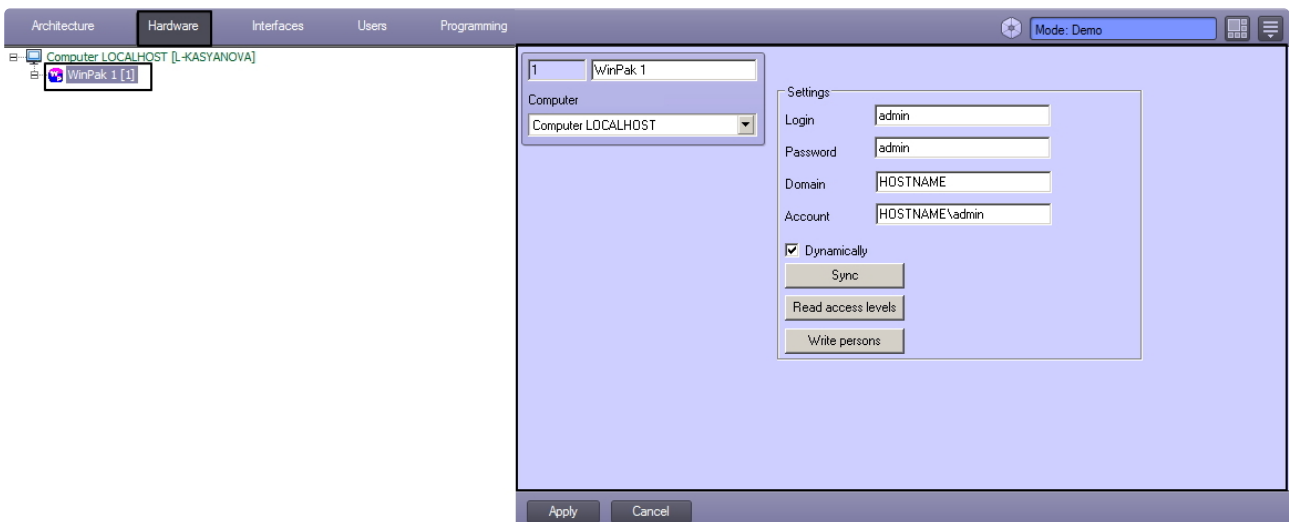 Architecture Hardware Interfaces Users Programming Mode: Demo
Computer LOCALHOST [L-KASYANOVA]
WinPak 1 [1]
1 WinPak 1
Computer
Computer LOCALHOST
Settings
Login admin
Password admin
Domain HOSTNAME
Account HOSTNAME\admin
Dynamically
Sync
Read access levels
Write persons
Apply Cancel